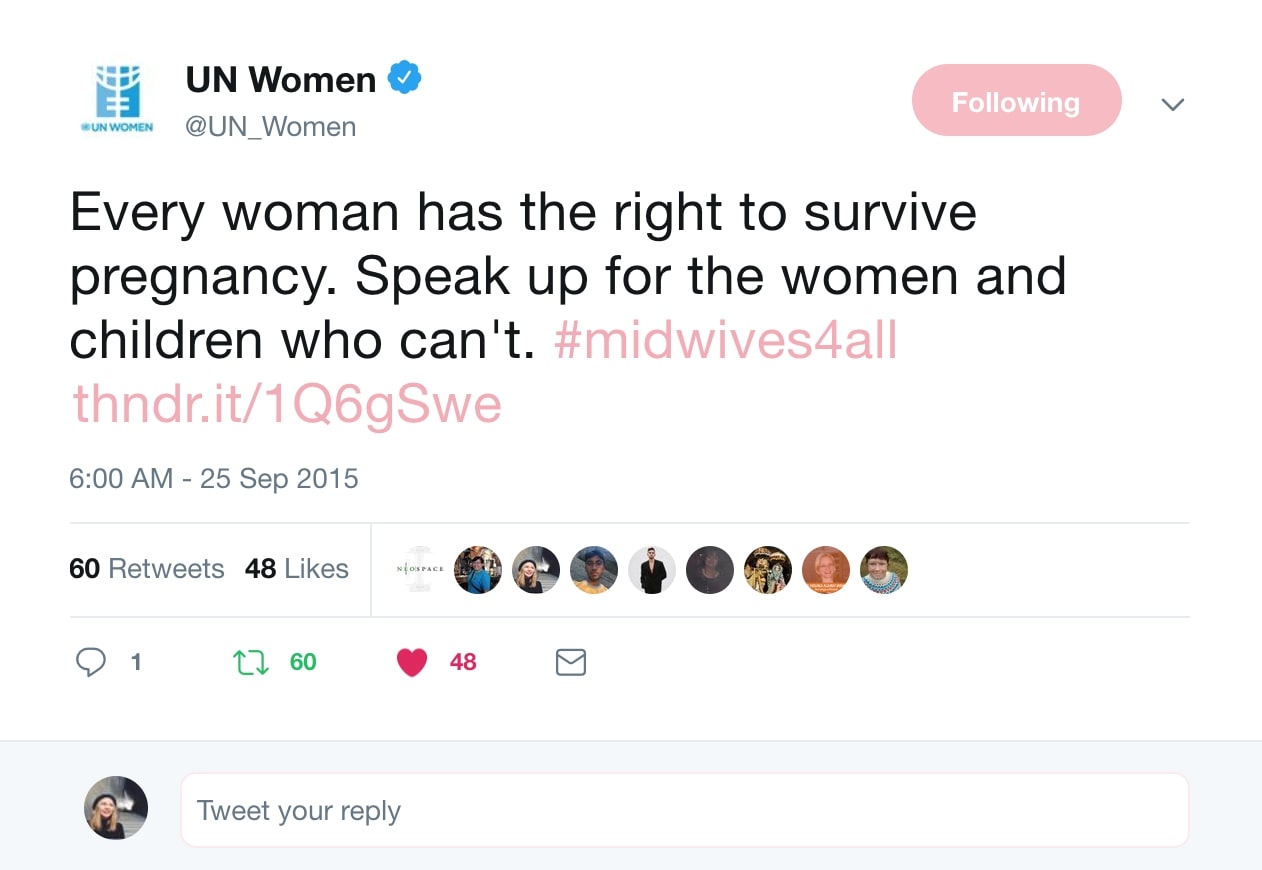 UN Women
@UN_Women
UN WOMEN
Following
Every woman has the right to survive
pregnancy. Speak up for the women and
children who can't. #midwives4all
thndr.it/1Q6gSwe
6:00 AM - 25 Sep 2015
60 Retweets 48 Likes
NEOSPACE
1 60 48
Tweet your reply